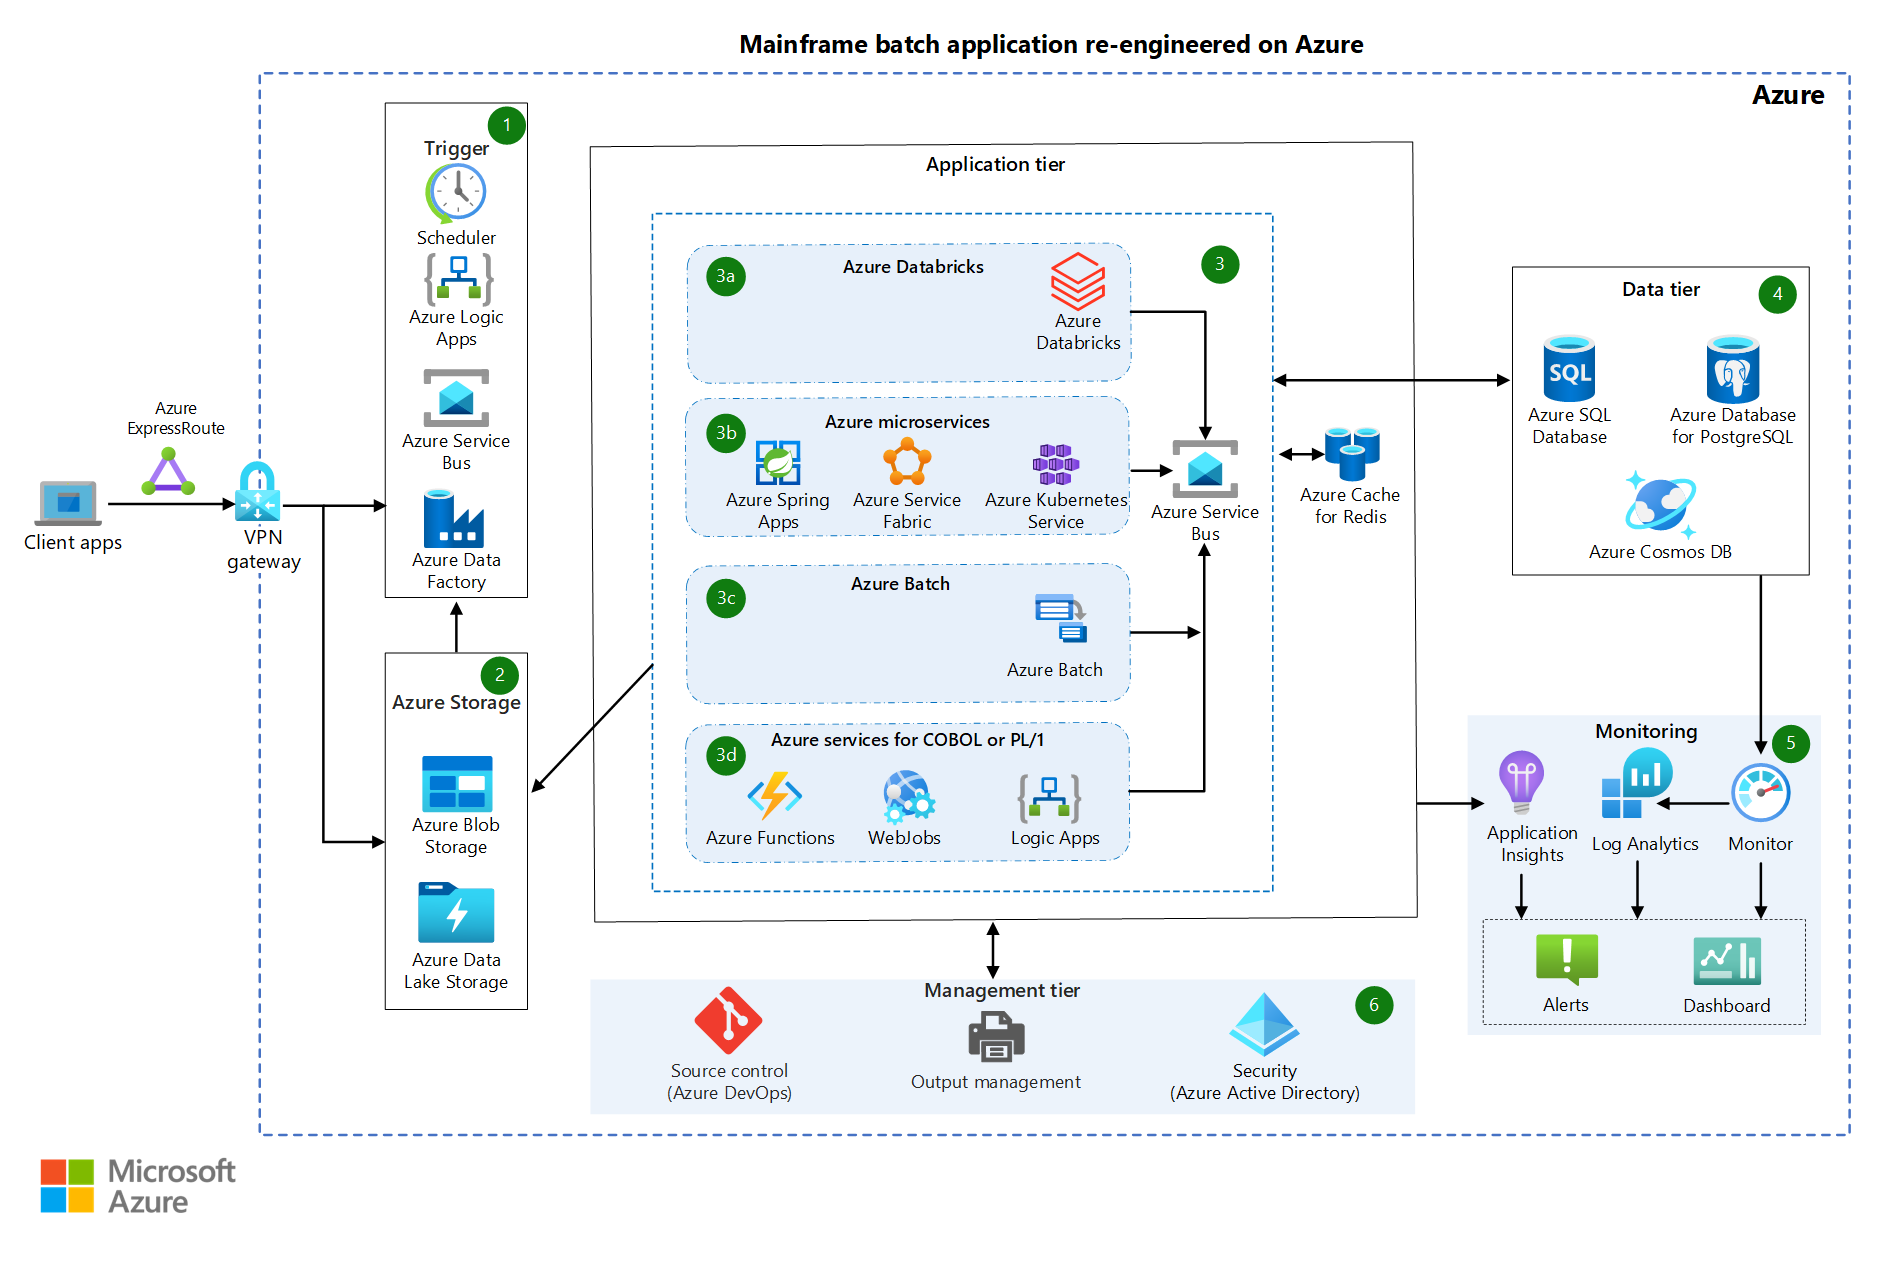 Mainframe batch application re-engineered on Azure
Azure
1
Trigger
Scheduler
Azure Logic
Apps
Azure Service
Bus
Azure Data
Factory
Azure
ExpressRoute
Client apps
VPN
gateway
2
Azure Storage
Azure Blob
Storage
Azure Data
Lake Storage
Application tier
3
3a
Azure Databricks
Azure
Databricks
3b
Azure microservices
Azure Spring
Apps
Azure Service
Fabric
Azure Kubernetes
Service
3c
Azure Batch
Azure Batch
3d
Azure services for COBOL or PL/1
Azure Functions
WebJobs
Logic Apps
Azure Service
Bus
Azure Cache
for Redis
Data tier
4
SQL
Azure SQL
Database
Azure Database
for PostgreSQL
Azure Cosmos DB
Monitoring
5
Application
Insights
Log Analytics
Monitor
Alerts
Dashboard
Management tier
6
Source control
(Azure DevOps)
Output management
Security
(Azure Active Directory)
Microsoft
Azure